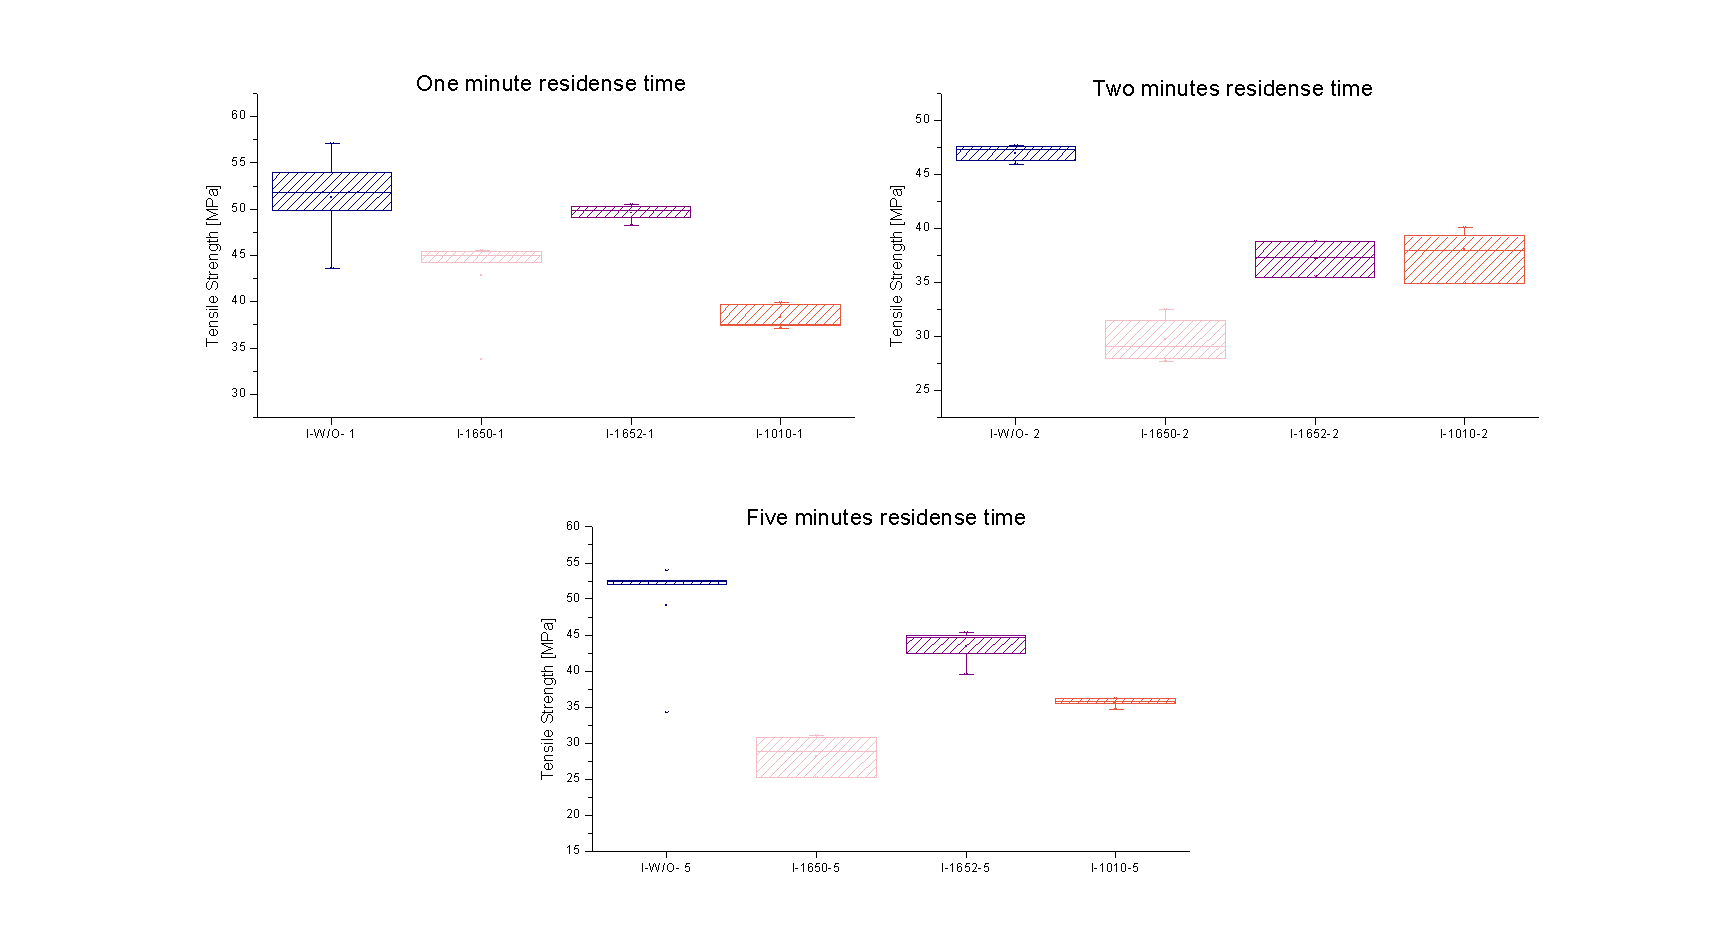 One minute residense time
Tensile Strength [MPa]
60
55
50
45
40
35
30
I-W/O- 1
I-1650-1
I-1652-1
I-1010-1
Two minutes residense time
Tensile Strength [MPa]
50
45
40
35
30
25
I-W/O- 2
I-1650-2
I-1652-2
I-1010-2
Five minutes residense time
Tensile Strength [MPa]
60
55
50
45
40
35
30
25
20
15
I-W/O- 5
I-1650-5
I-1652-5
I-1010-5